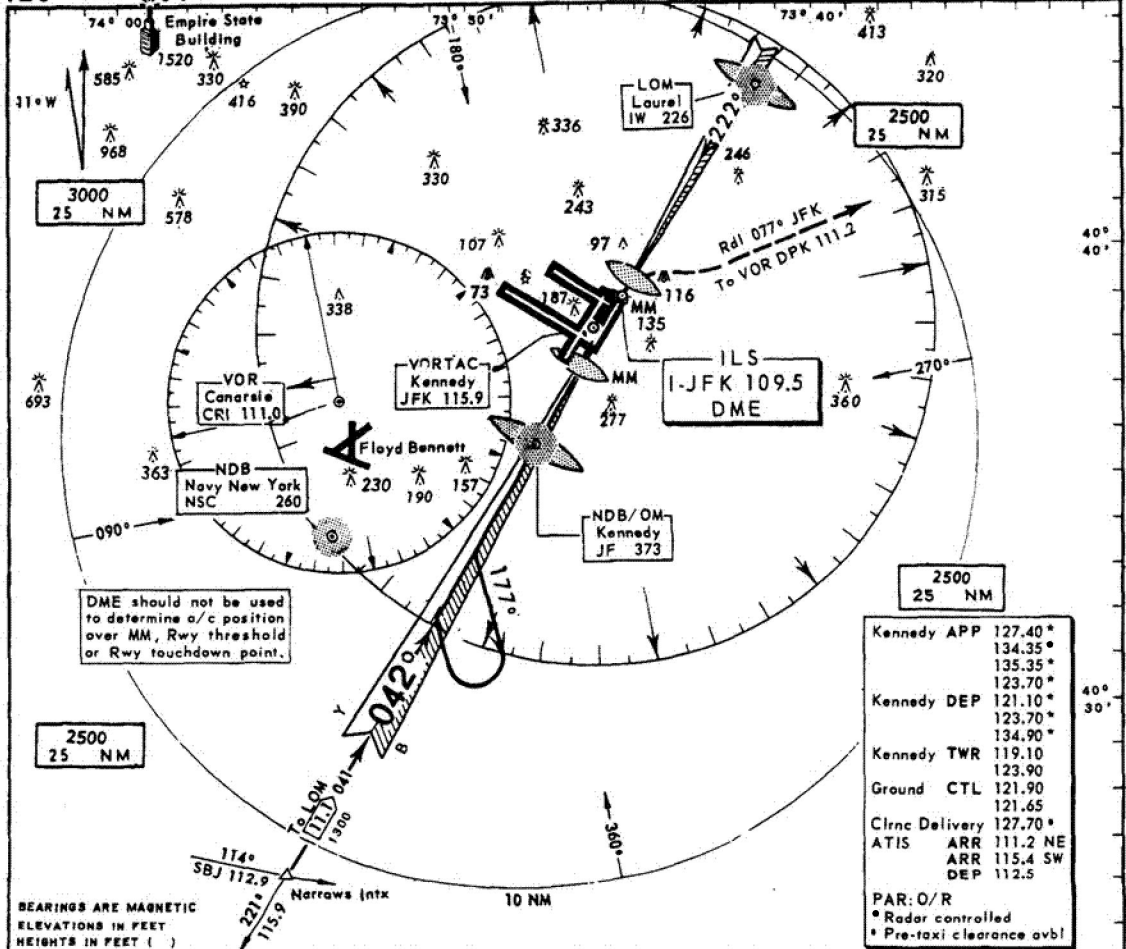 74° 00'
Empire State
Building
1520
73° 50'
73° 40'
413
320
585
330
416
390
180°
LOM
Laurel
IW 226
2500
25 NM
222°
336
246
11° W
968
330
315
3000
25 NM
578
243
Rdl 077° JFK
To VOR DPK 111.2
40°
40'
107
97
73
187
116
MM
135
338
VORTAC
Kennedy
JFK 115.9
MM
ILS
I-JFK 109.5
DME
270°
360
VOR
Canarsie
CRI 111.0
693
277
Floyd Bennett
363
NDB
Navy New York
NSC 260
230
190
157
NDB/OM
Kennedy
JF 373
090°
177°
2500
25 NM
DME should not be used
to determine a/c position
over MM, Rwy threshold
or Rwy touchdown point.
042°
Y
B
2500
25 NM
Kennedy APP 127.40*
134.35*
135.35*
123.70*
Kennedy DEP 121.10*
123.70*
134.90*
Kennedy TWR 119.10
123.90
Ground CTL 121.90
121.65
Clrnc Delivery 127.70*
ATIS ARR 111.2 NE
ARR 115.4 SW
DEP 112.5
PAR: O/R
* Radar controlled
* Pre-taxi clearance avbl
40°
30'
To LOM
11.1
041
1300
360°
114°
SBJ 112.9
Narrows Intx
221°
115.9
10 NM
BEARINGS ARE MAGNETIC
ELEVATIONS IN FEET
HEIGHTS IN FEET ( )